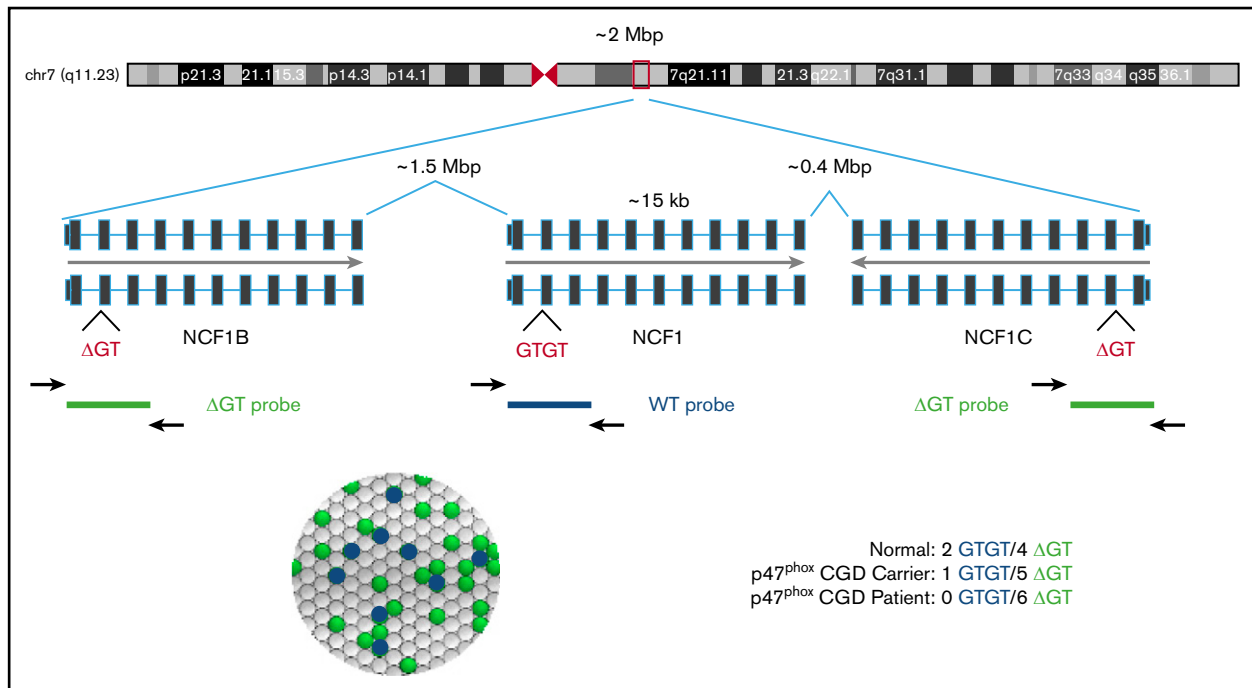 ~2 Mbp
chr7 (q11.23) p21.3 21.1 15.3 p14.3 p14.1 7q21.11 21.3 q22.1 7q31.1 7q33 q34 q35 36.1
~1.5 Mbp ~0.4 Mbp
~15 kb
NCF1B NCF1 NCF1C
ΔGT GTGT ΔGT
ΔGT probe WT probe ΔGT probe
Normal: 2 GTGT/4 ΔGT
p47phox CGD Carrier: 1 GTGT/5 ΔGT
p47phox CGD Patient: 0 GTGT/6 ΔGT